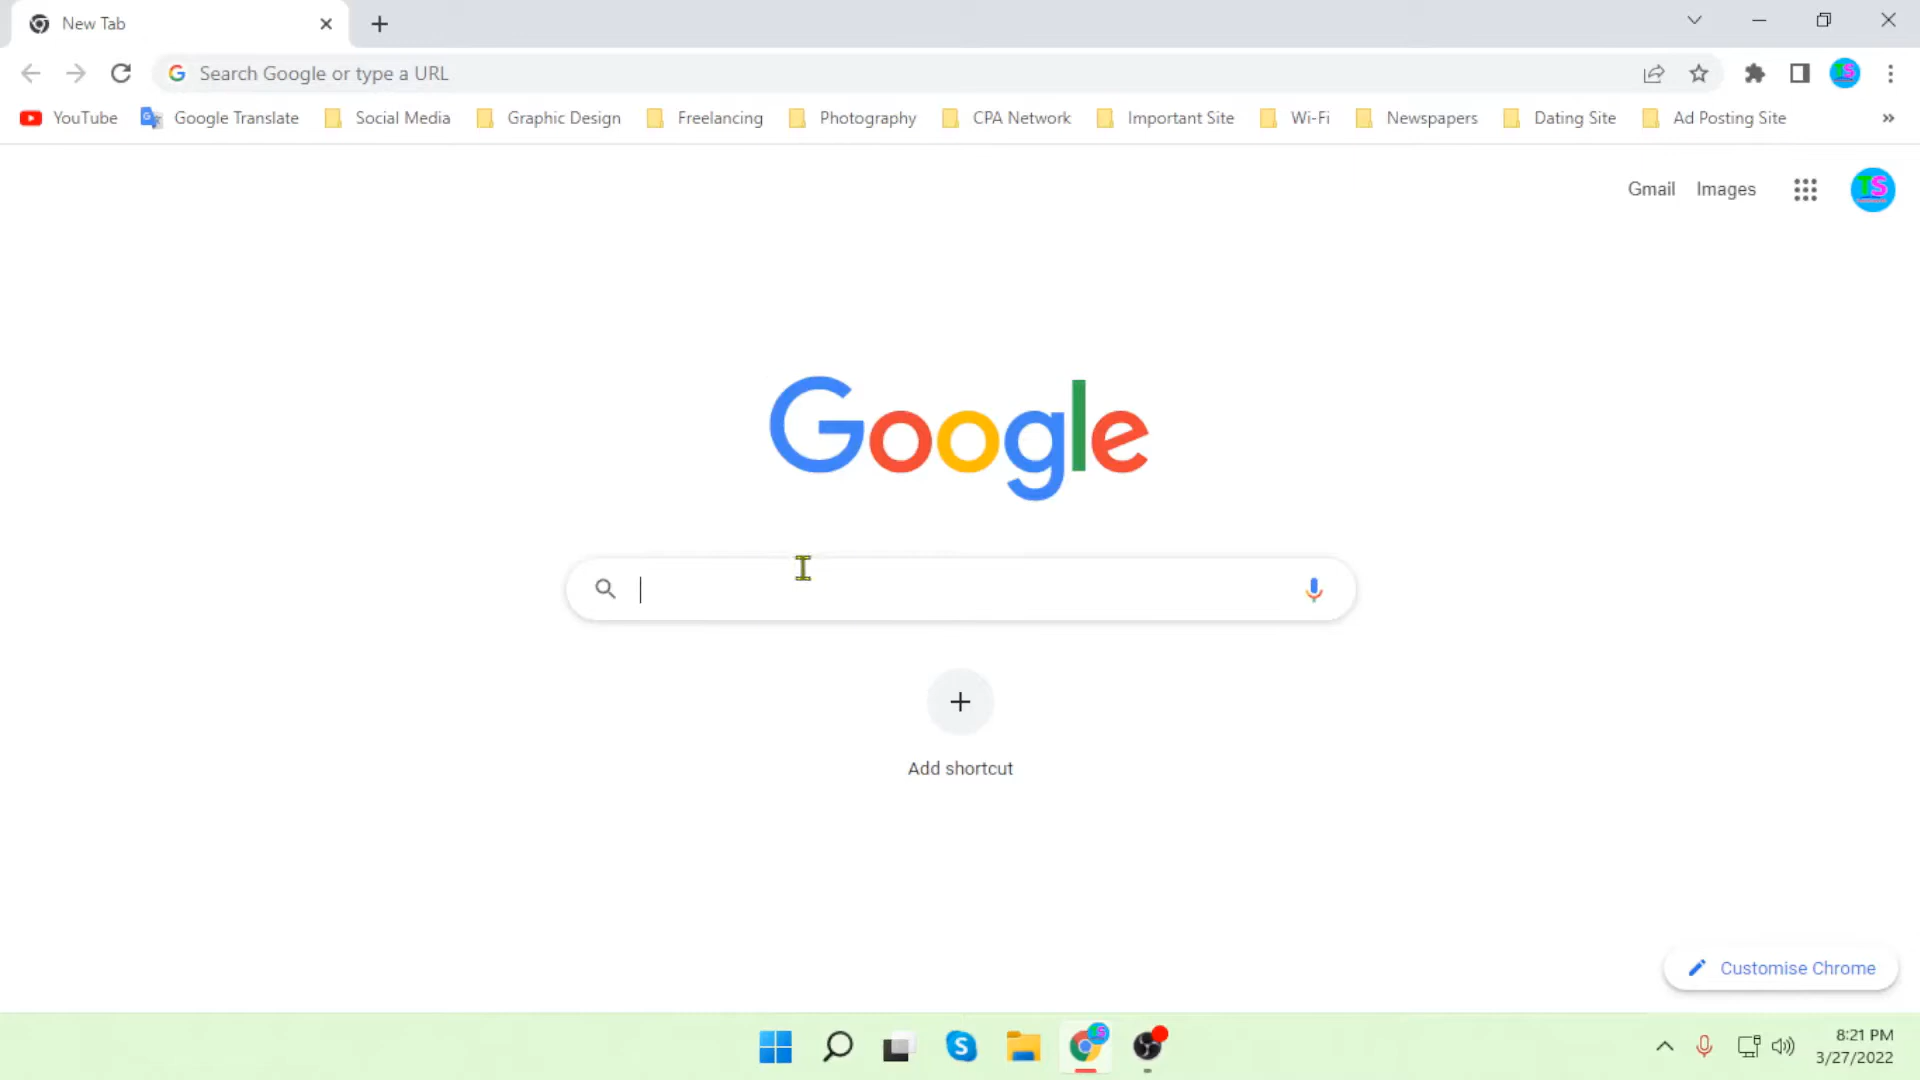 New Tab
Search Google or type a URL
YouTube Google Translate Social Media Graphic Design Freelancing Photography CPA Network Important Site Wi-Fi Newspapers Dating Site Ad Posting Site »
Gmail Images
TS
Google
Add shortcut
Customise Chrome
8:21 PM
3/27/2022